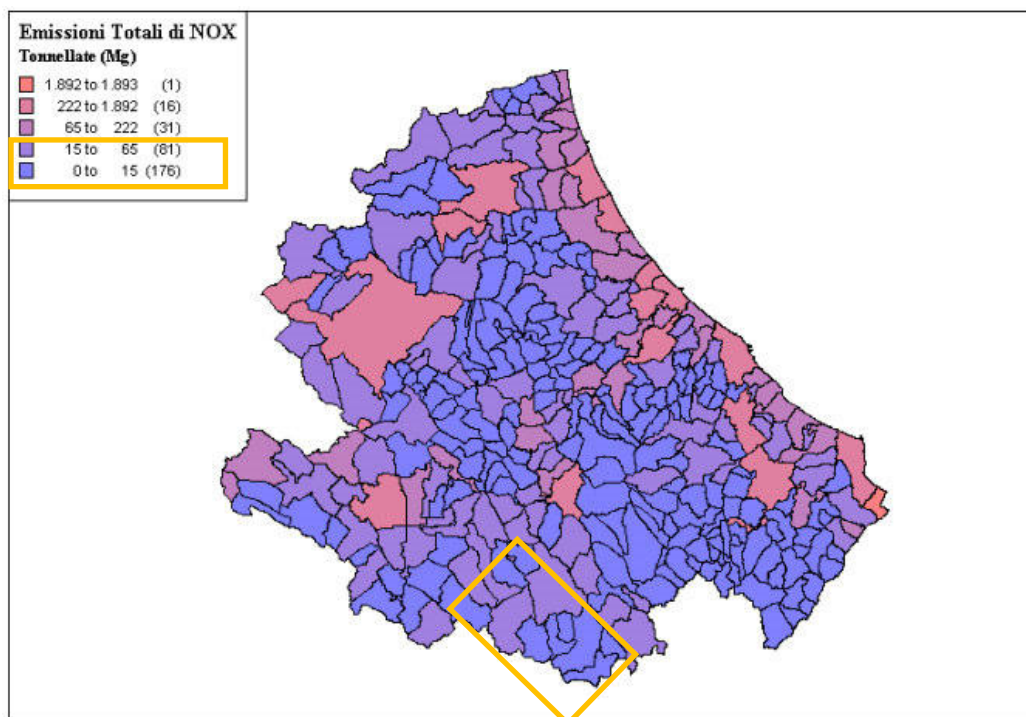 Emissioni Totali di NOX
Tonnellate (Mg)
1.892 to 1.893 (1)
222 to 1.892 (16)
65 to 222 (31)
15 to 65 (81)
0 to 15 (176)